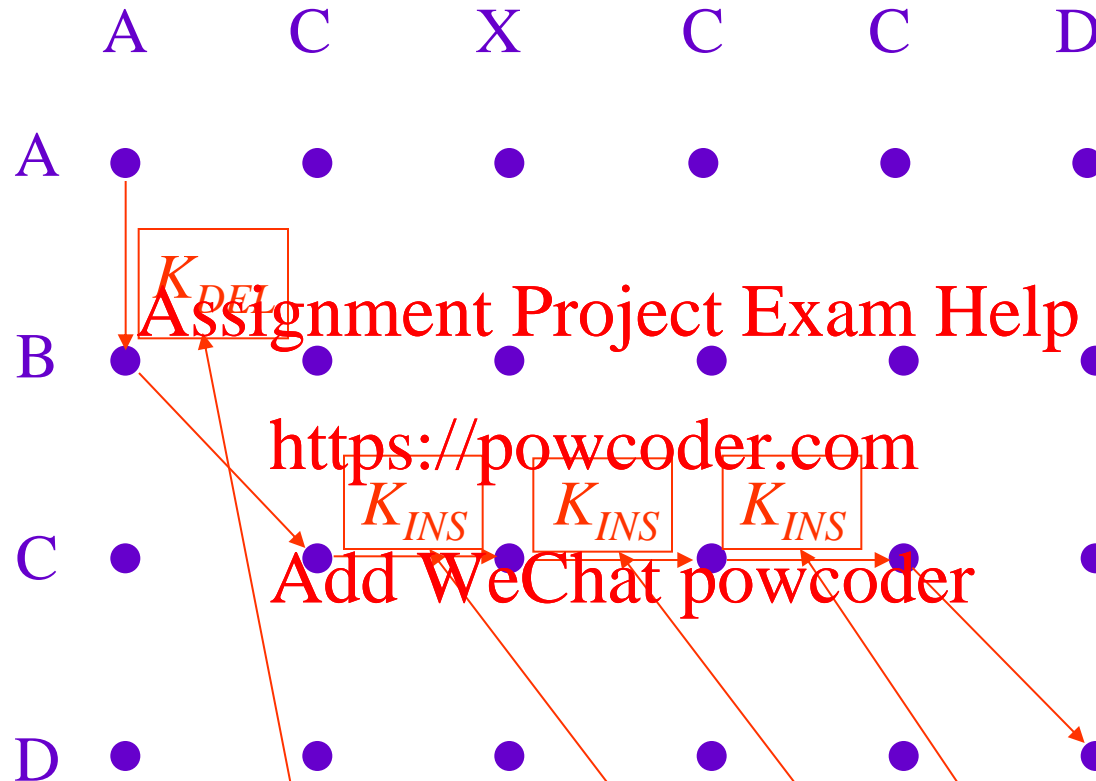 A C X C C D
A
K_DEL
Assignment Project Exam Help
B
https://powcoder.com
K_INS K_INS K_INS
C
Add WeChat powcoder
D